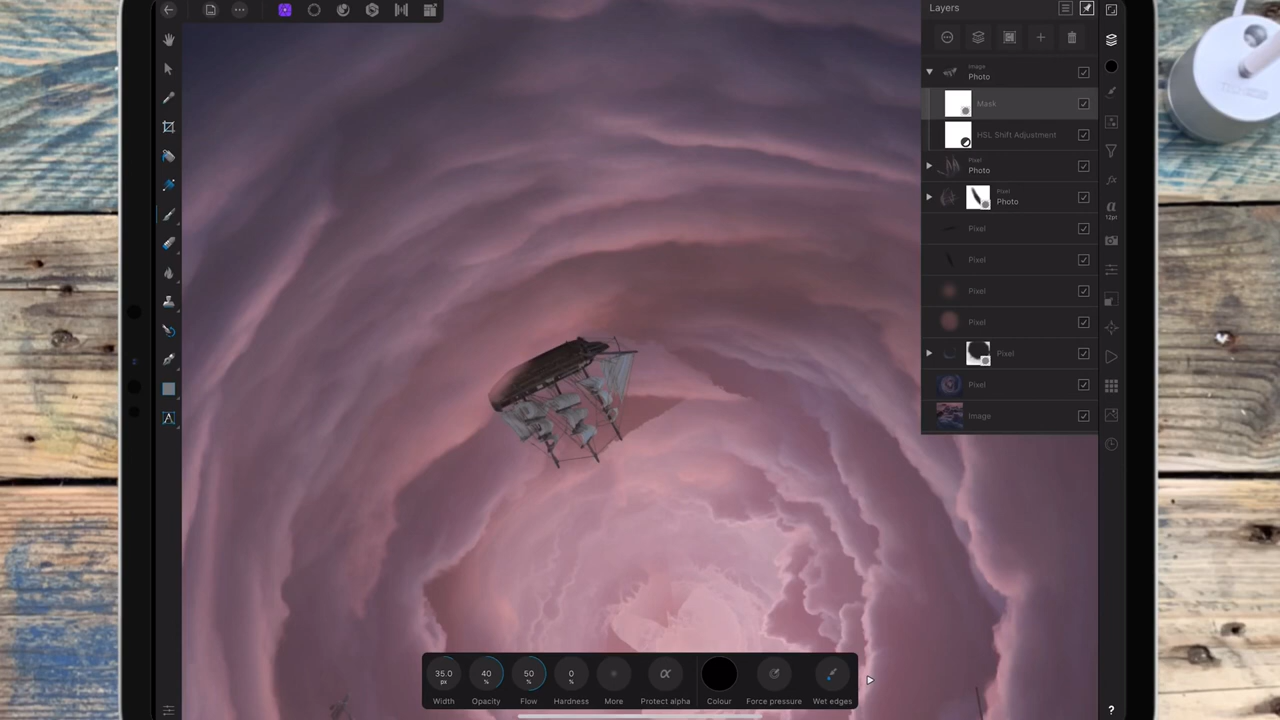 Layers
Image
Photo
Mask
HSL Shift Adjustment
Pixel
Photo
Pixel
Photo
12pt
Pixel
Pixel
Pixel
Pixel
Pixel
Pixel
Image
35.0 px
40 %
50 %
0 %
Width
Opacity
Flow
Hardness
More
Protect alpha
Colour
Force pressure
Wet edges
?